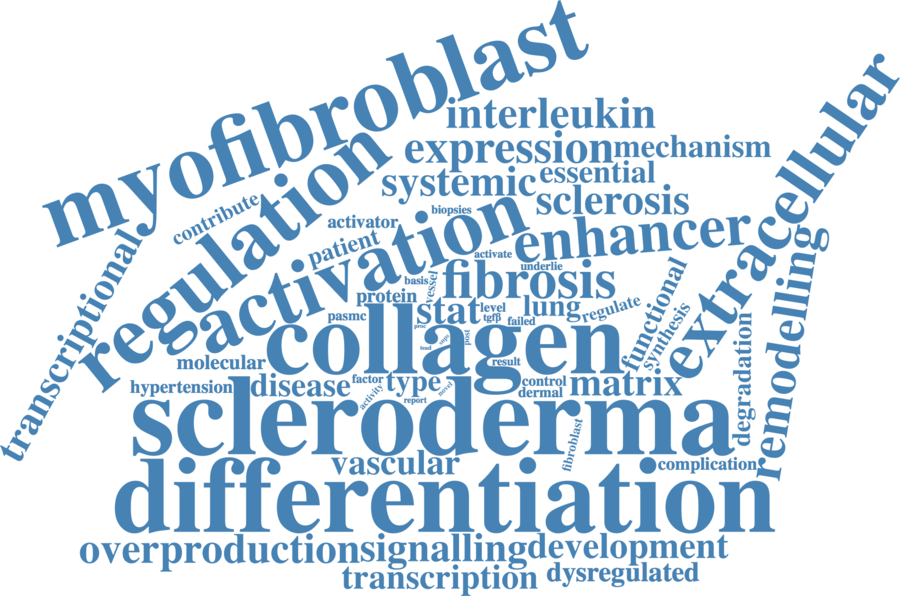 myofibroblast
interleukin
extracellular
expression
mechanism
regulation
systemic
essential
contribute
sclerosis
biopsies
activator
activation
enhancer
patient
transcriptional
activate
underlie
fibrosis
basis
vessel
remodelling
protein
functional
stat
level
lung
regulate
pasmc
tgfβ
failed
synthesis
collagen
post
degradation
molecular
result
hypertension
disease
factor
type
control
matrix
dermal
activity
novel
report
scleroderma
fibroblast
vascular
complication
differentiation
overproduction
signalling
development
transcription
dysregulated